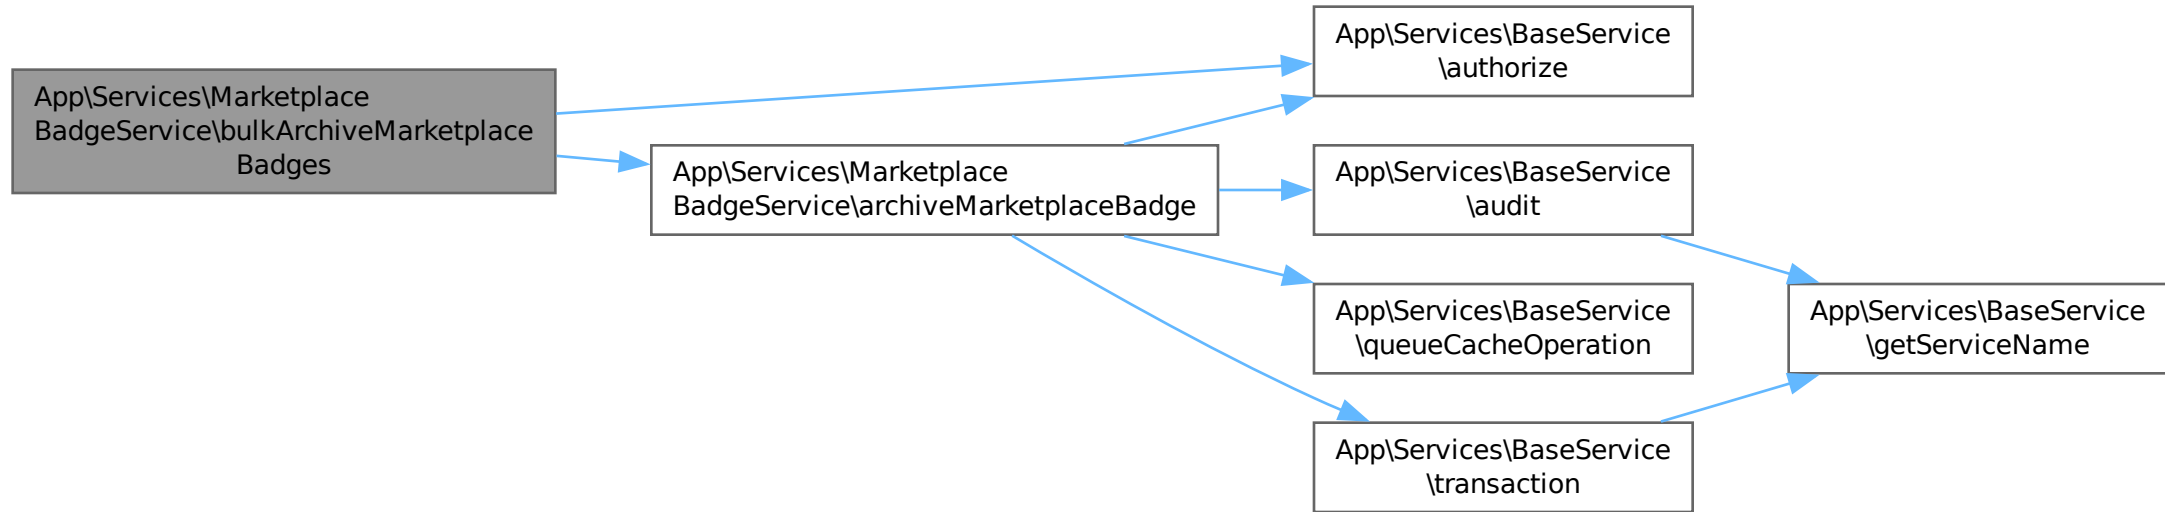 App\Services\Marketplace
BadgeService\bulkArchiveMarketplace
Badges
App\Services\Marketplace
BadgeService\archiveMarketplaceBadge
App\Services\BaseService
\authorize
App\Services\BaseService
\audit
App\Services\BaseService
\queueCacheOperation
App\Services\BaseService
\transaction
App\Services\BaseService
\getServiceName